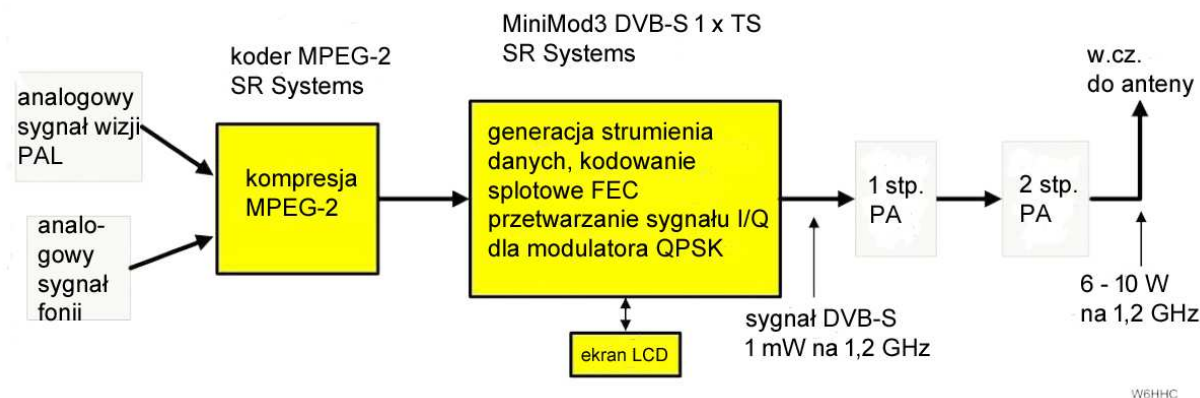 MiniMod3 DVB-S 1 x TS
SR Systems
koder MPEG-2
SR Systems
w.cz.
do anteny
analogowy
sygnał wizji
PAL
kompresja
MPEG-2
generacja strumienia
danych, kodowanie
splotowe FEC
przetwarzanie sygnału I/Q
dla modulatora QPSK
1 stp.
PA
2 stp.
PA
analo-
gowy
sygnał
fonii
ekran LCD
sygnał DVB-S
1 mW na 1,2 GHz
6 - 10 W
na 1,2 GHz
W6HHC